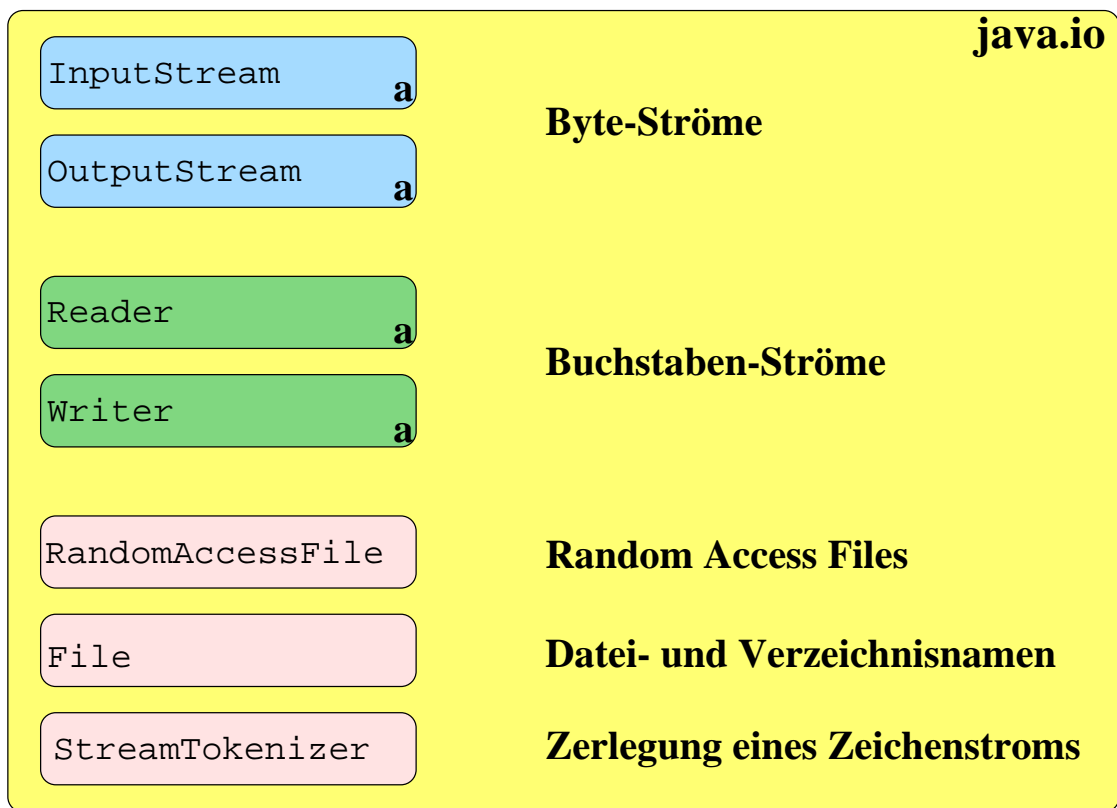 java.io
InputStream
a
Byte-Ströme
OutputStream
a
Reader
a
Buchstaben-Ströme
Writer
a
RandomAccessFile
Random Access Files
File
Datei- und Verzeichnisnamen
StreamTokenizer
Zerlegung eines Zeichenstroms